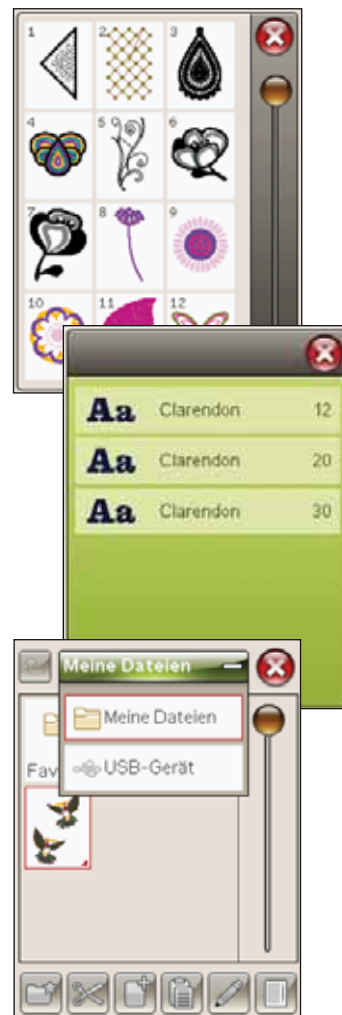 1 2 3
4 5 6
7 8 9
10 11 12
Aa Clarendon 12
Aa Clarendon 20
Aa Clarendon 30
Meine Dateien
Meine Dateien
Fav
USB-Gerät